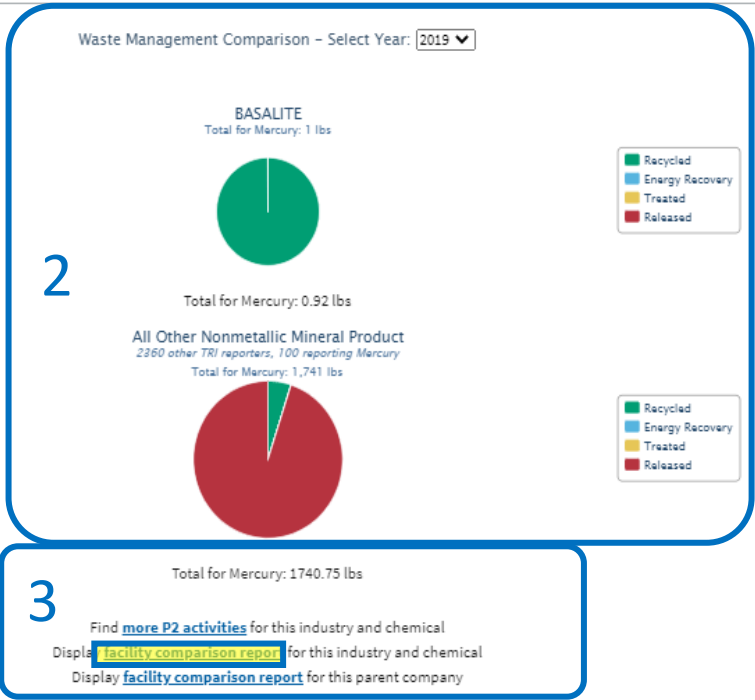 Waste Management Comparison – Select Year: 2019
BASALITE
Total for Mercury: 1 lbs
Recycled
Energy Recovery
Treated
Released
2
Total for Mercury: 0.92 lbs
All Other Nonmetallic Mineral Product
2360 other TRI reporters, 100 reporting Mercury
Total for Mercury: 1,741 lbs
Recycled
Energy Recovery
Treated
Released
Total for Mercury: 1740.75 lbs
3
Find more P2 activities for this industry and chemical
Display facility comparison report for this industry and chemical
Display facility comparison report for this parent company